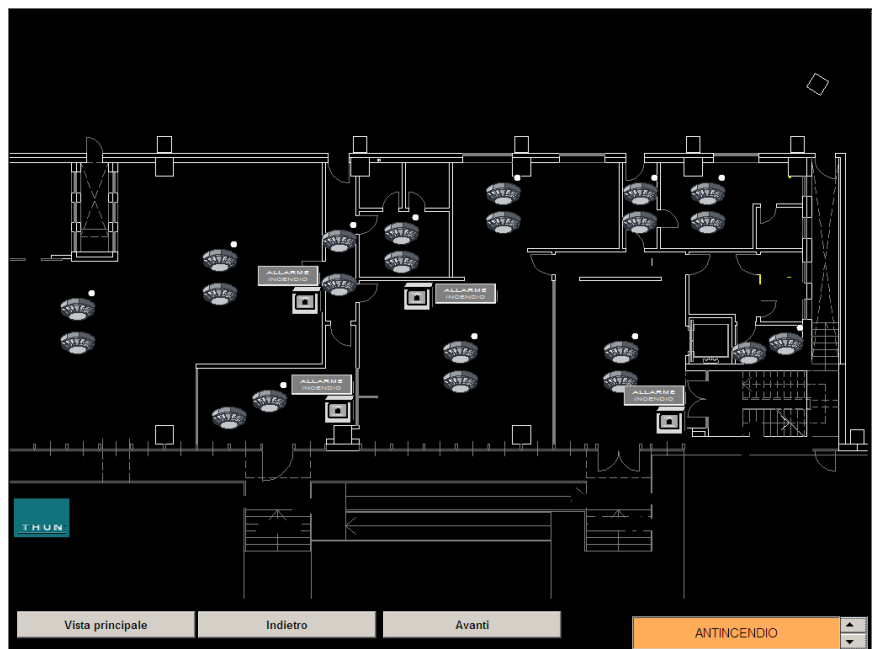 ALLARME
INCENDIO
ALLARME
INCENDIO
ALLARME
INCENDIO
ALLARME
INCENDIO
THUN
Vista principale
Indietro
Avanti
ANTINCENDIO